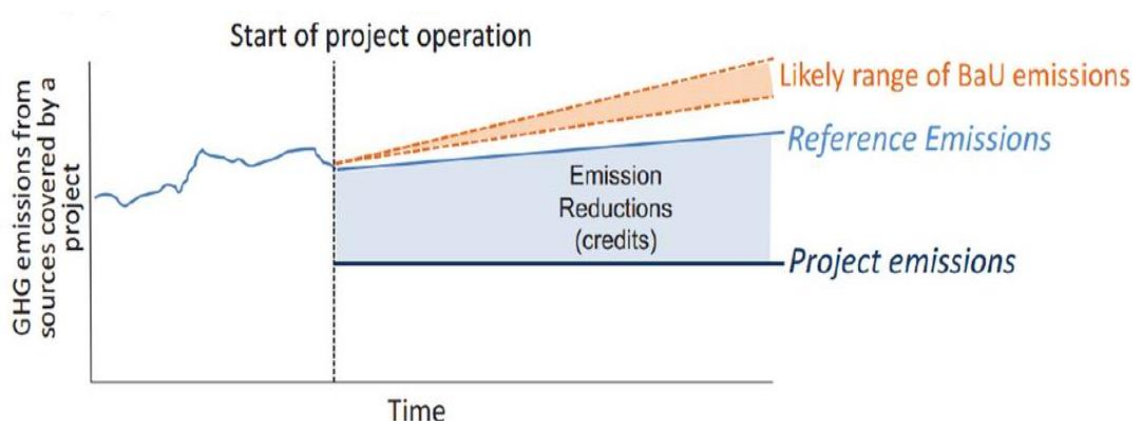 Start of project operation
GHG emissions from
sources covered by a
project
Likely range of BaU emissions
Reference Emissions
Emission
Reductions
(credits)
Project emissions
Time